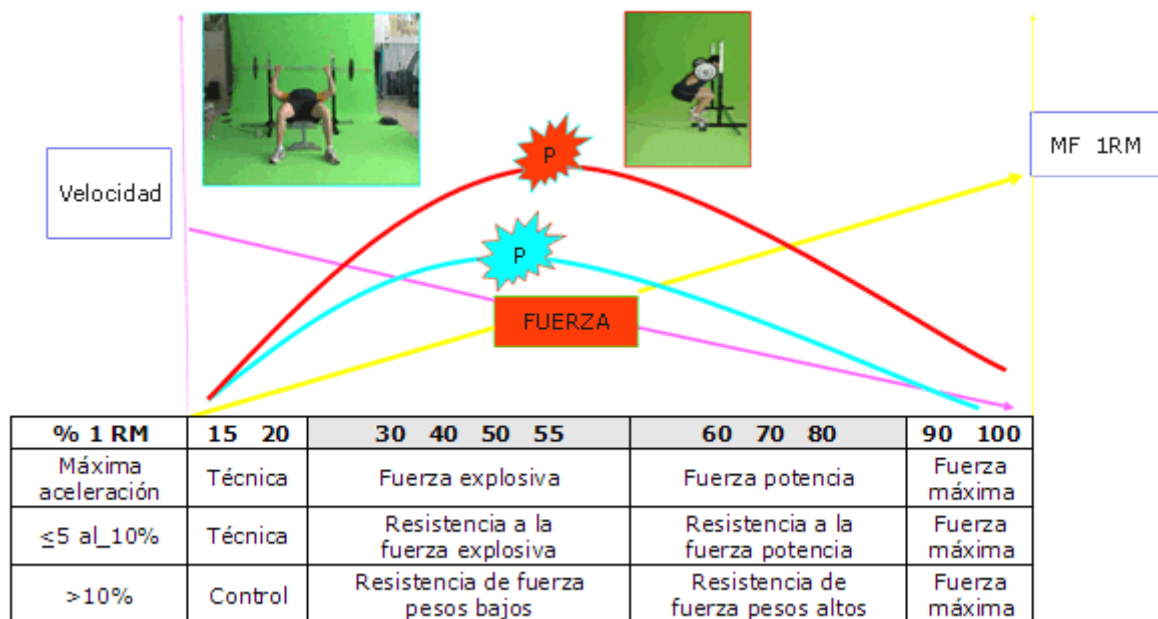 P
MF 1RM
Velocidad
P
FUERZA
% 1 RM 15 20 30 40 50 55 60 70 80 90 100
Máxima
aceleración
Técnica
Fuerza explosiva
Fuerza potencia
Fuerza
máxima
≤5 al_10%
Técnica
Resistencia a la
fuerza explosiva
Resistencia a la
fuerza potencia
Fuerza
máxima
>10%
Control
Resistencia de fuerza
pesos bajos
Resistencia de
fuerza pesos altos
Fuerza
máxima